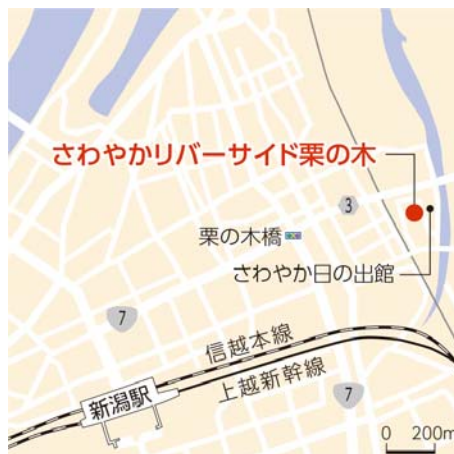 さわやかリバーサイド栗の木
3
栗の木橋
さわやか日の出館
7
信越本線
上越新幹線
新潟駅
7
0 200m